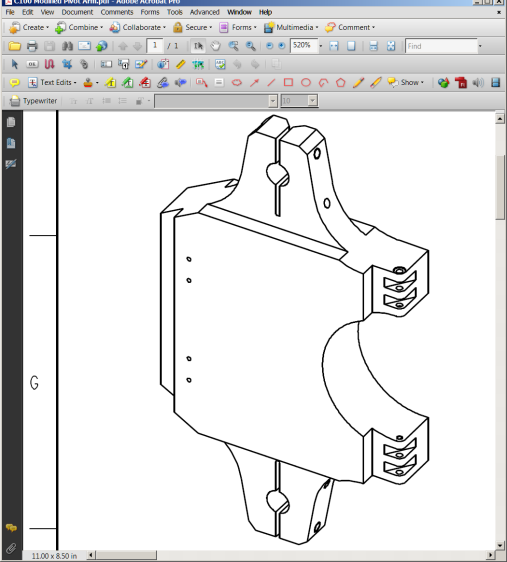 C100 Modified Pivot Arm.pdf - Adobe Acrobat Pro
File Edit View Document Comments Forms Tools Advanced Window Help
Create Combine Collaborate Secure Forms Multimedia Comment
1 / 1 520% Find
Text Edits Show
Typewriter 10
G
11.00 x 8.50 in